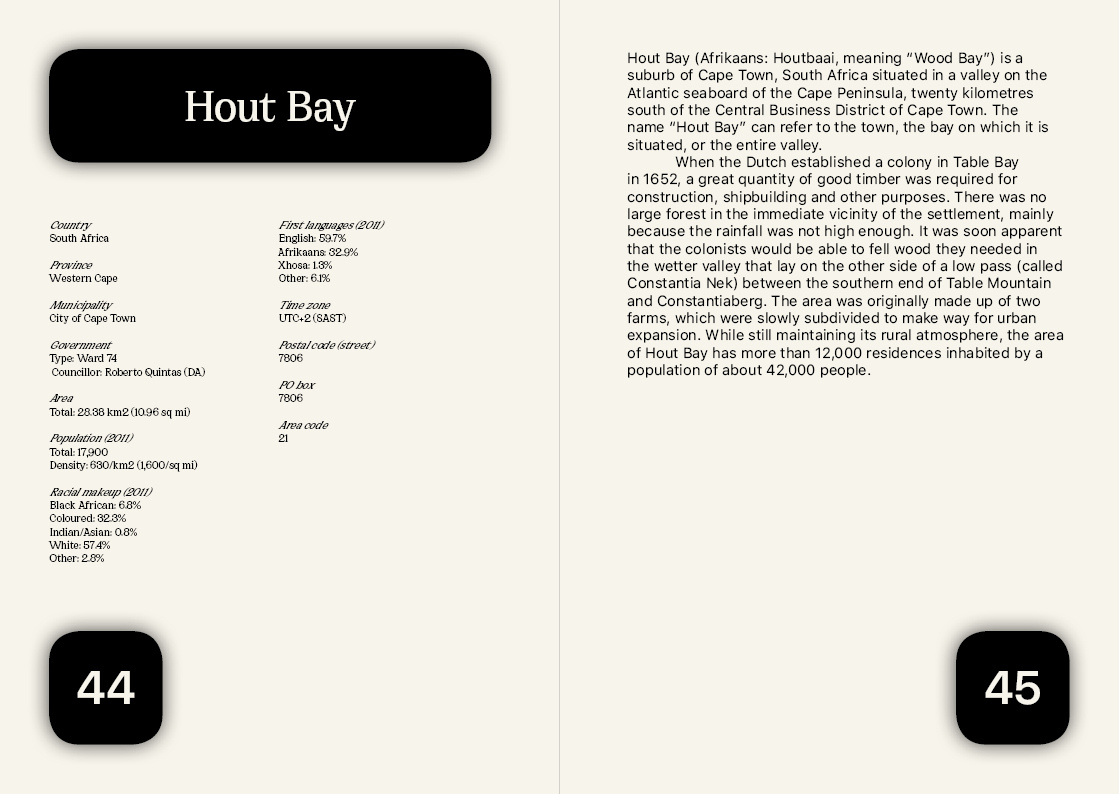 Hout Bay
Country
South Africa
Province
Western Cape
Municipality
City of Cape Town
Government
Type: Ward 74
Councillor: Roberto Quintas (DA)
Area
Total: 28.38 km2 (10.96 sq mi)
Population (2011)
Total: 17,900
Density: 630/km2 (1,600/sq mi)
Racial makeup (2011)
Black African: 6.8%
Coloured: 32.3%
Indian/Asian: 0.8%
White: 57.4%
Other: 2.8%
First languages (2011)
English: 59.7%
Afrikaans: 32.9%
Xhosa: 1.3%
Other: 6.1%
Time zone
UTC+2 (SAST)
Postal code (street)
7806
PO box
7806
Area code
21
44
Hout Bay (Afrikaans: Houtbaai, meaning “Wood Bay”) is a
suburb of Cape Town, South Africa situated in a valley on the
Atlantic seaboard of the Cape Peninsula, twenty kilometres
south of the Central Business District of Cape Town. The
name “Hout Bay” can refer to the town, the bay on which it is
situated, or the entire valley.
When the Dutch established a colony in Table Bay
in 1652, a great quantity of good timber was required for
construction, shipbuilding and other purposes. There was no
large forest in the immediate vicinity of the settlement, mainly
because the rainfall was not high enough. It was soon apparent
that the colonists would be able to fell wood they needed in
the wetter valley that lay on the other side of a low pass (called
Constantia Nek) between the southern end of Table Mountain
and Constantiaberg. The area was originally made up of two
farms, which were slowly subdivided to make way for urban
expansion. While still maintaining its rural atmosphere, the area
of Hout Bay has more than 12,000 residences inhabited by a
population of about 42,000 people.
45